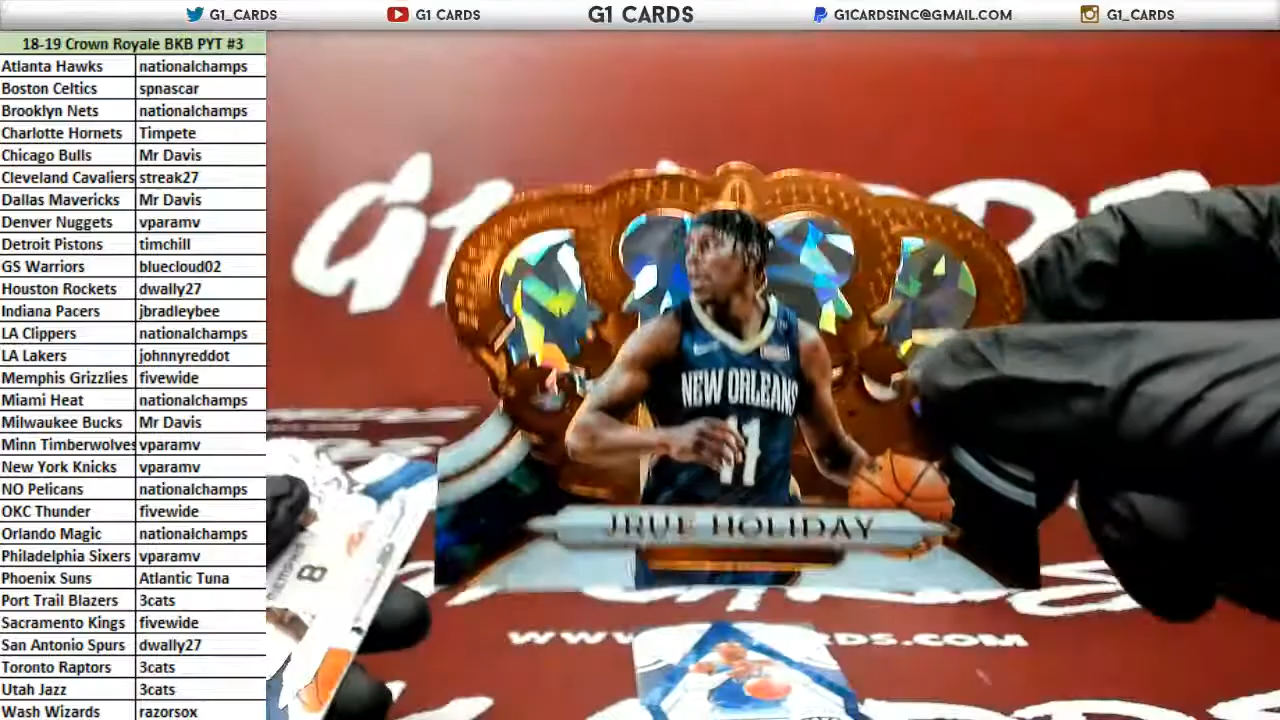 G1_CARDS
G1 CARDS
G1 CARDS
G1CARDSINC@GMAIL.COM
G1_CARDS
18-19 Crown Royale BKB PYT #3
Atlanta Hawks nationalchamps
Boston Celtics spnascar
Brooklyn Nets nationalchamps
Charlotte Hornets Timpete
Chicago Bulls Mr Davis
Cleveland Cavaliers streak27
Dallas Mavericks Mr Davis
Denver Nuggets vparamv
Detroit Pistons timchill
GS Warriors bluecloud02
Houston Rockets dwally27
Indiana Pacers jbradleybee
LA Clippers nationalchamps
LA Lakers johnnyreddot
Memphis Grizzlies fivewide
Miami Heat nationalchamps
Milwaukee Bucks Mr Davis
Minn Timberwolves vparamv
New York Knicks vparamv
NO Pelicans nationalchamps
OKC Thunder fivewide
Orlando Magic nationalchamps
Philadelphia Sixers vparamv
Phoenix Suns Atlantic Tuna
Port Trail Blazers 3cats
Sacramento Kings fivewide
San Antonio Spurs dwally27
Toronto Raptors 3cats
Utah Jazz 3cats
Wash Wizards razorsox
NEW ORLEANS
11
JRUE HOLIDAY
8